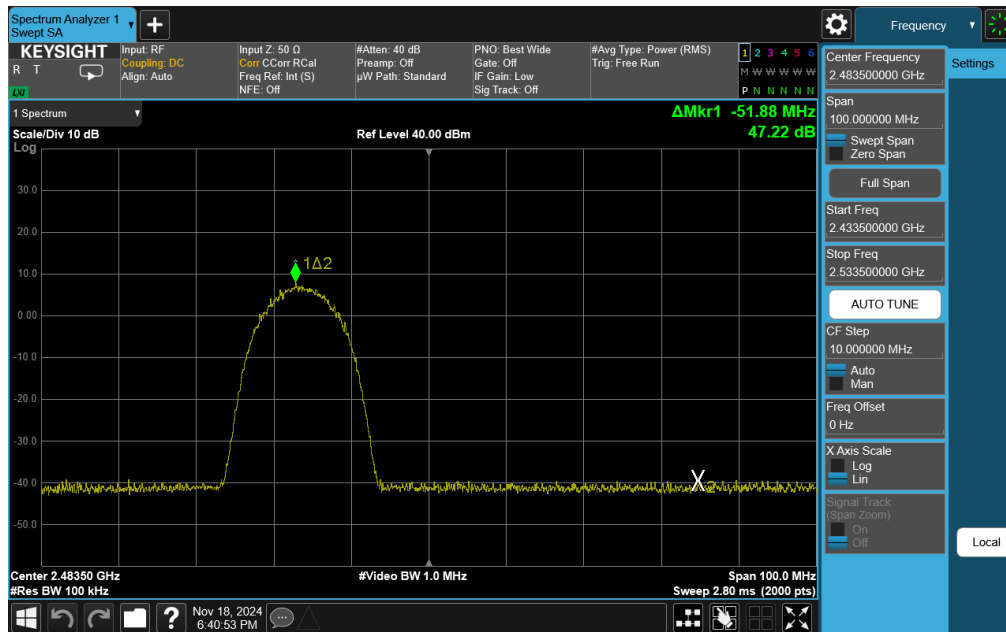 Spectrum Analyzer 1
Swept SA
+
Frequency
KEYSIGHT
R T
LXI
Input: RF
Coupling: DC
Align: Auto
Input Z: 50 Ω
Corr CCorr RCal
Freq Ref: Int (S)
NFE: Off
#Atten: 40 dB
Preamp: Off
µW Path: Standard
PNO: Best Wide
Gate: Off
IF Gain: Low
Sig Track: Off
#Avg Type: Power (RMS)
Trig: Free Run
1 2 3 4 5 6
M W W W W W
P N N N N N
1 Spectrum
ΔMkr1 -51.88 MHz
47.22 dB
Scale/Div 10 dB
Ref Level 40.00 dBm
Log
30.0
20.0
10.0
0.00
-10.0
-20.0
-30.0
-40.0
-50.0
1Δ2
X2
Center 2.48350 GHz
#Video BW 1.0 MHz
Span 100.0 MHz
#Res BW 100 kHz
Sweep 2.80 ms (2000 pts)
Nov 18, 2024
6:40:53 PM
?
Center Frequency
2.483500000 GHz
Span
100.000000 MHz
Swept Span
Zero Span
Full Span
Start Freq
2.433500000 GHz
Stop Freq
2.533500000 GHz
AUTO TUNE
CF Step
10.000000 MHz
Auto
Man
Freq Offset
0 Hz
X Axis Scale
Log
Lin
Signal Track
(Span Zoom)
On
Off
Settings
Local